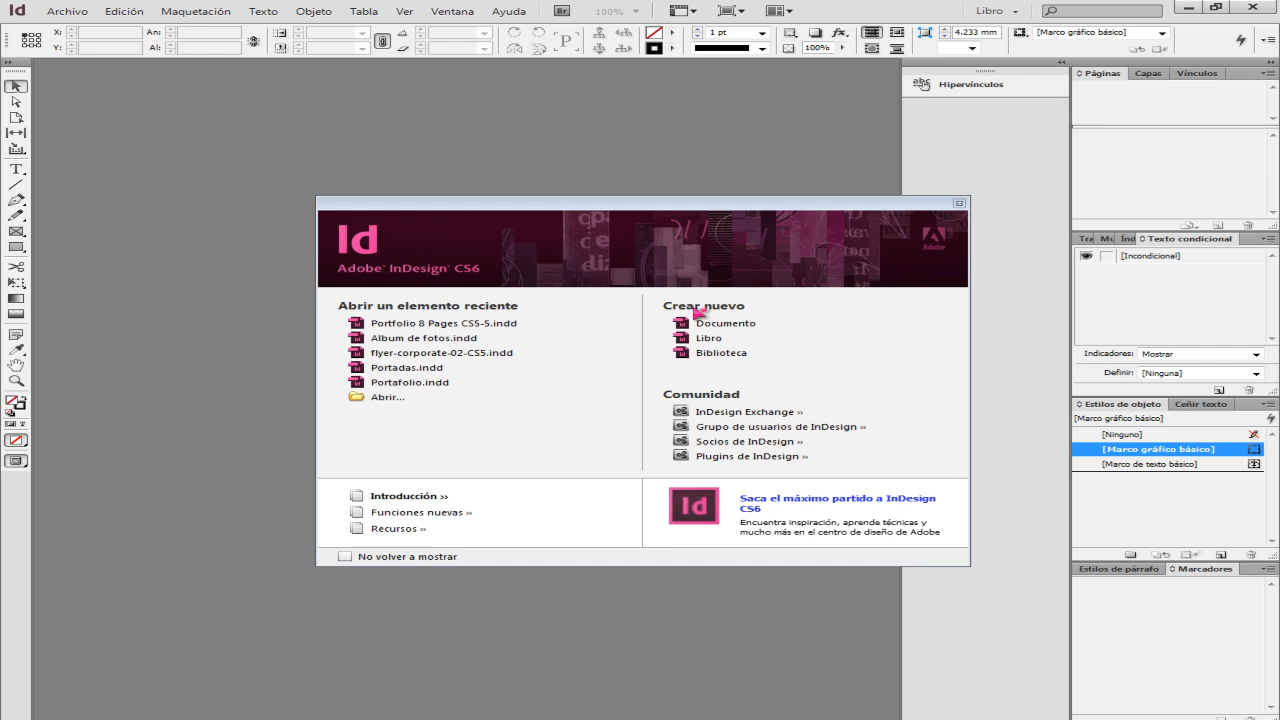 Id Archivo Edición Maquetación Texto Objeto Tabla Ver Ventana Ayuda Br 100% Libro
X: An: 1 pt fx 4.233 mm [Marco gráfico básico]
Y: Al: P 100%
Hipervínculos
Páginas Capas Vínculos
Id
Adobe® InDesign® CS6
Adobe
Abrir un elemento reciente
Portfolio 8 Pages CS5-5.indd
Album de fotos.indd
flyer-corporate-02-CS5.indd
Portadas.indd
Portafolio.indd
Abrir...
Crear nuevo
Documento
Libro
Biblioteca
Comunidad
InDesign Exchange »
Grupo de usuarios de InDesign »
Socios de InDesign »
Plugins de InDesign »
Introducción »
Funciones nuevas »
Recursos »
Id
Saca el máximo partido a InDesign
CS6
Encuentra inspiración, aprende técnicas y
mucho más en el centro de diseño de Adobe
No volver a mostrar
Tra Mu Índ Texto condicional
[Incondicional]
Indicadores: Mostrar
Definir: [Ninguna]
Estilos de objeto Ceñir texto
[Marco gráfico básico]
[Ninguno]
[Marco gráfico básico]
[Marco de texto básico]
Estilos de párrafo Marcadores